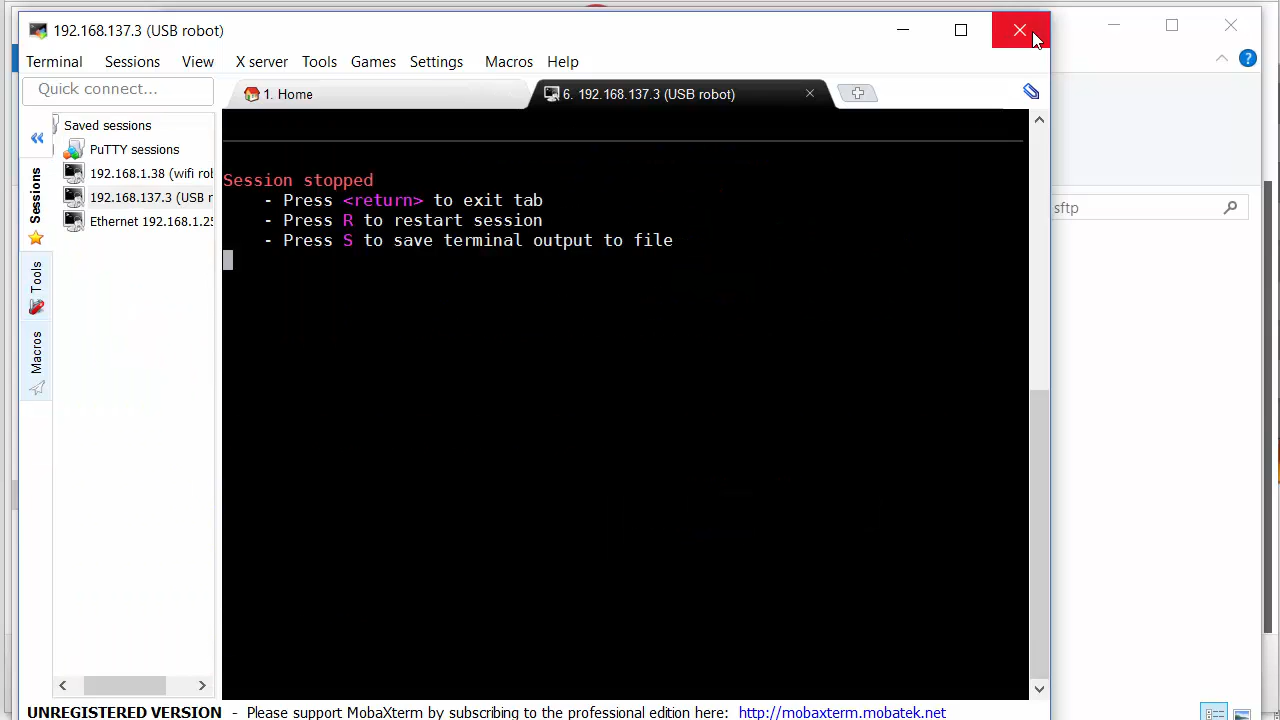 192.168.137.3 (USB robot)
Terminal Sessions View X server Tools Games Settings Macros Help
Quick connect...
1. Home
6. 192.168.137.3 (USB robot)
Saved sessions
PuTTY sessions
192.168.1.38 (wifi rob
192.168.137.3 (USB r
Ethernet 192.168.1.25
Sessions
Tools
Macros
Session stopped
- Press <return> to exit tab
- Press R to restart session
- Press S to save terminal output to file
sftp
UNREGISTERED VERSION - Please support MobaXterm by subscribing to the professional edition here: http://mobaxterm.mobatek.net